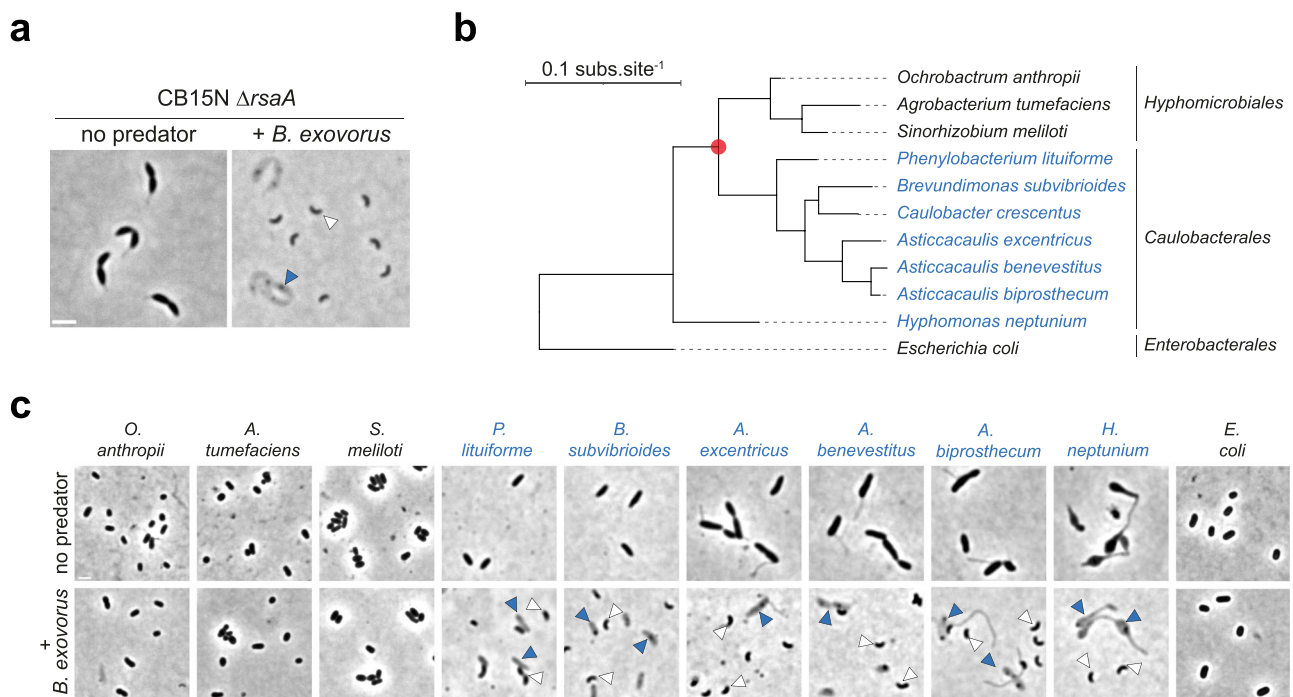 a
CB15N ΔrsaA
no predator
+ B. exovorus
b
0.1 subs.site-1
Ochrobactrum anthropii
Agrobacterium tumefaciens
Sinorhizobium meliloti
Hyphomicrobiales
Phenylobacterium lituiforme
Brevundimonas subvibrioides
Caulobacter crescentus
Asticcacaulis excentricus
Asticcacaulis benevestitus
Asticcacaulis biprosthecum
Hyphomonas neptunium
Caulobacterales
Escherichia coli
Enterobacterales
c
O.
anthropii
A.
tumefaciens
S.
meliloti
P.
lituiforme
B.
subvibrioides
A.
excentricus
A.
benevestitus
A.
biprosthecum
H.
neptunium
E.
coli
no predator
+
B. exovorus